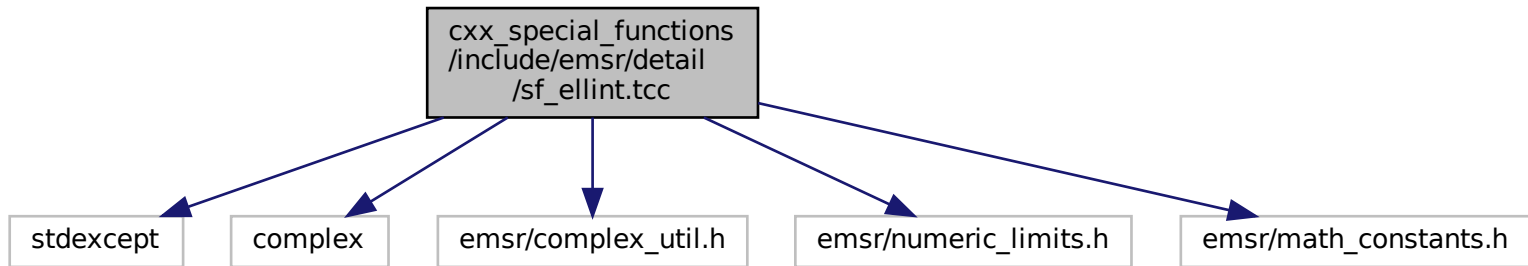 cxx_special_functions
/include/emsr/detail
/sf_ellint.tcc
stdexcept
complex
emsr/complex_util.h
emsr/numeric_limits.h
emsr/math_constants.h